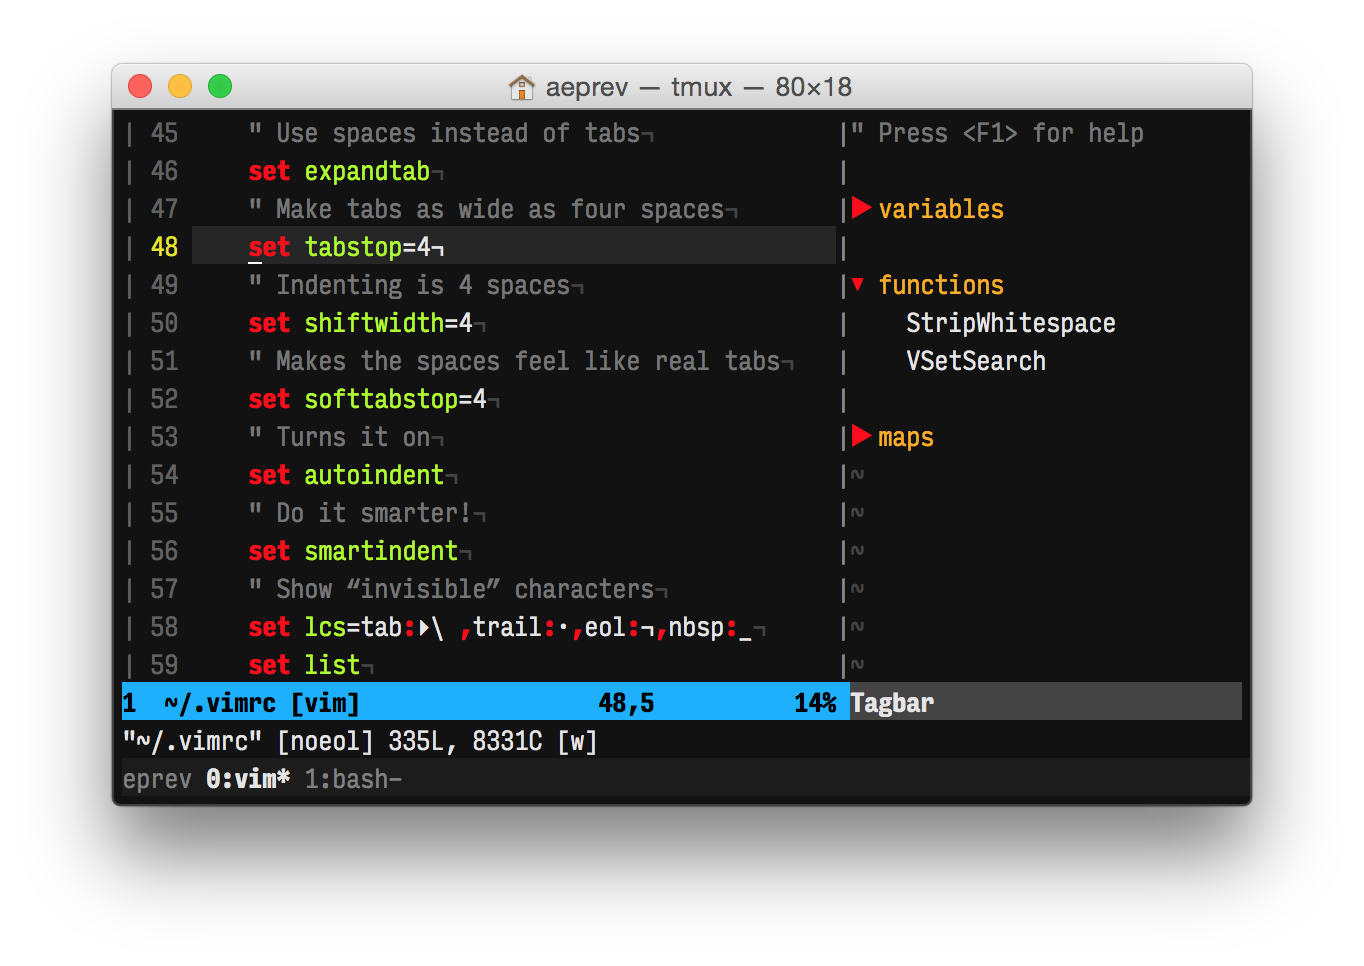 aeprev — tmux — 80×18
| 45     " Use spaces instead of tabs¬ |" Press <F1> for help
| 46     set expandtab¬ |
| 47     " Make tabs as wide as four spaces¬ |▶ variables
| 48     set tabstop=4¬ |
| 49     " Indenting is 4 spaces¬ |▼ functions
| 50     set shiftwidth=4¬ |    StripWhitespace
| 51     " Makes the spaces feel like real tabs¬ |    VSetSearch
| 52     set softtabstop=4¬ |
| 53     " Turns it on¬ |▶ maps
| 54     set autoindent¬ |~
| 55     " Do it smarter!¬ |~
| 56     set smartindent¬ |~
| 57     " Show “invisible” characters¬ |~
| 58     set lcs=tab:▸\ ,trail:·,eol:¬,nbsp:_¬ |~
| 59     set list¬ |~
1  ~/.vimrc [vim] 48,5 14% Tagbar
"~/.vimrc" [noeol] 335L, 8331C [w]
eprev 0:vim* 1:bash-